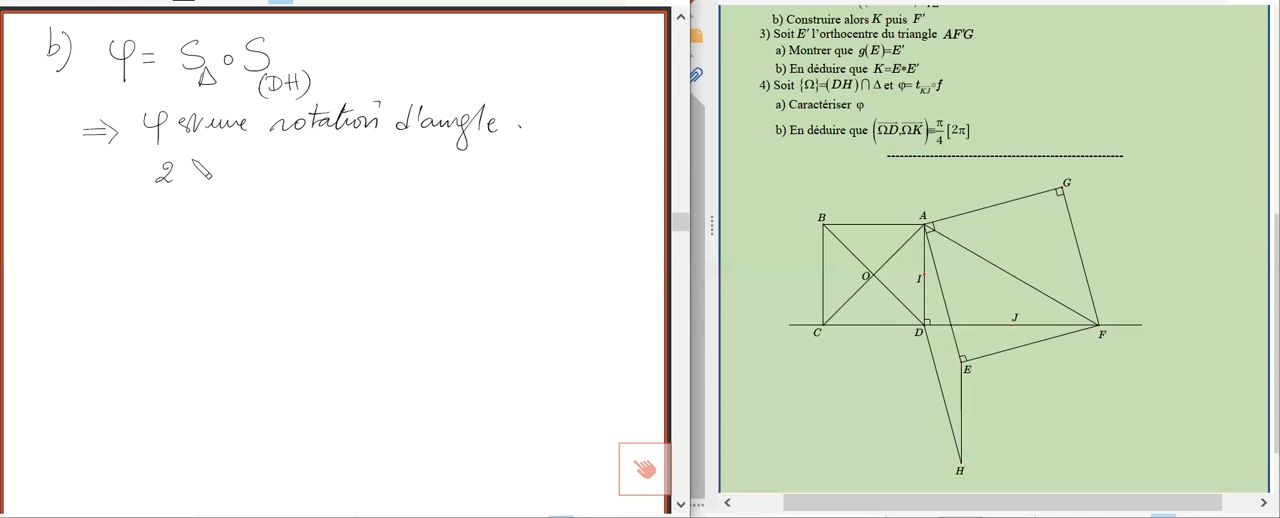 b) φ = S_Δ ∘ S_(DH)
⟹ φ est une rotation d'angle.
2
b) Construire alors K puis F'
3) Soit E' l'orthocentre du triangle AF'G
a) Montrer que g(E)=E'
b) En déduire que K=E*E'
4) Soit {Ω}=(DH)∩Δ et φ=t_KJ∘f
a) Caractériser φ
b) En déduire que (ΩD,ΩK)≡π/4[2π]
G
B
A
O
I
J
C
D
F
E
H